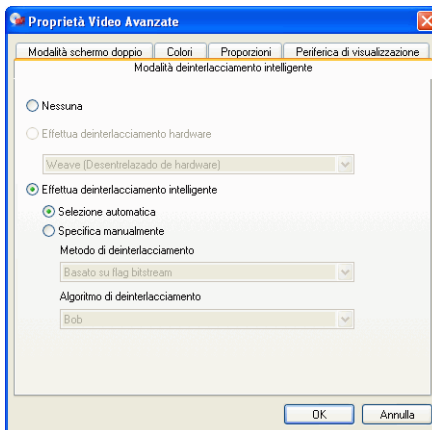 Proprietà Video Avanzate
Modalità schermo doppio Colori Proporzioni Periferica di visualizzazione
Modalità deinterlacciamento intelligente
Nessuna
Effettua deinterlacciamento hardware
Weave (Desentrelazado de hardware)
Effettua deinterlacciamento intelligente
Selezione automatica
Specifica manualmente
Metodo di deinterlacciamento
Basato su flag bitstream
Algoritmo di deinterlacciamento
Bob
OK Annulla